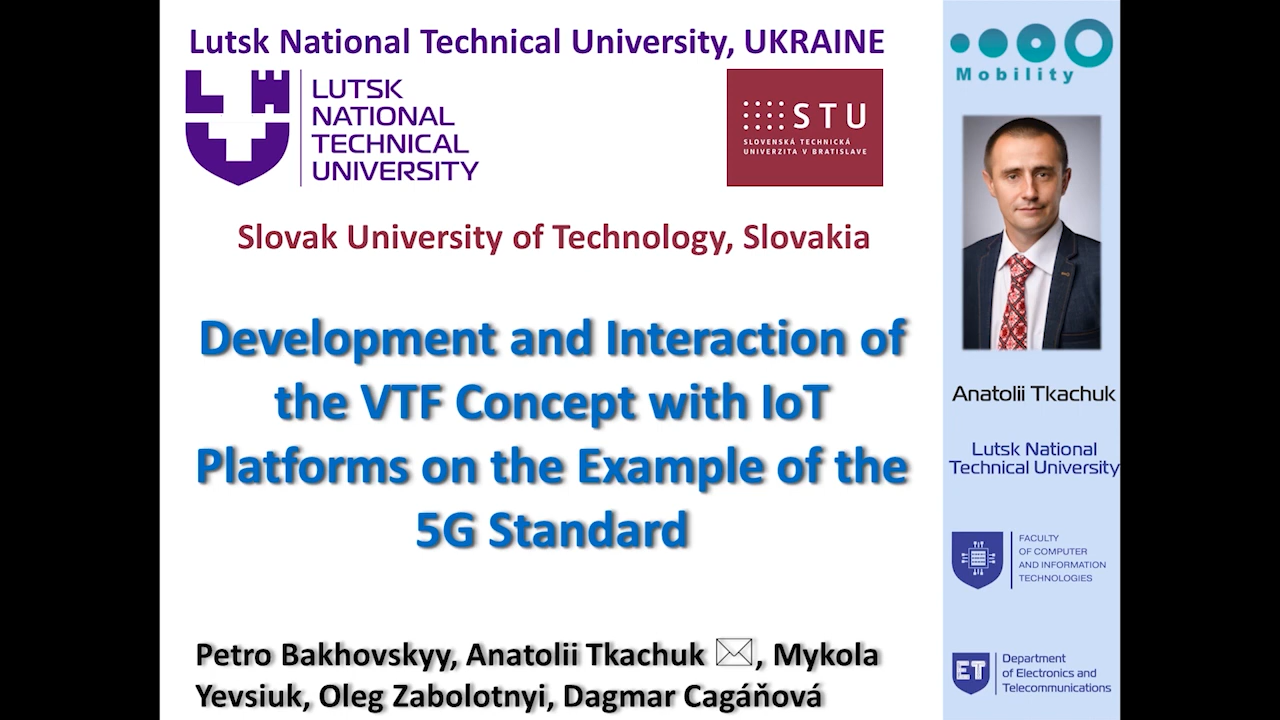 Lutsk National Technical University, UKRAINE
LUTSK
NATIONAL
TECHNICAL
UNIVERSITY
STU
SLOVENSKÁ TECHNICKÁ
UNIVERZITA V BRATISLAVE
Slovak University of Technology, Slovakia
Development and Interaction of
the VTF Concept with IoT
Platforms on the Example of the
5G Standard
Petro Bakhovskyy, Anatolii Tkachuk ✉, Mykola
Yevsiuk, Oleg Zabolotnyi, Dagmar Cagáňová
Mobility
Anatolii Tkachuk
Lutsk National
Technical University
FACULTY
OF COMPUTER
AND INFORMATION
TECHNOLOGIES
ET
Department
of Electronics and
Telecommunications